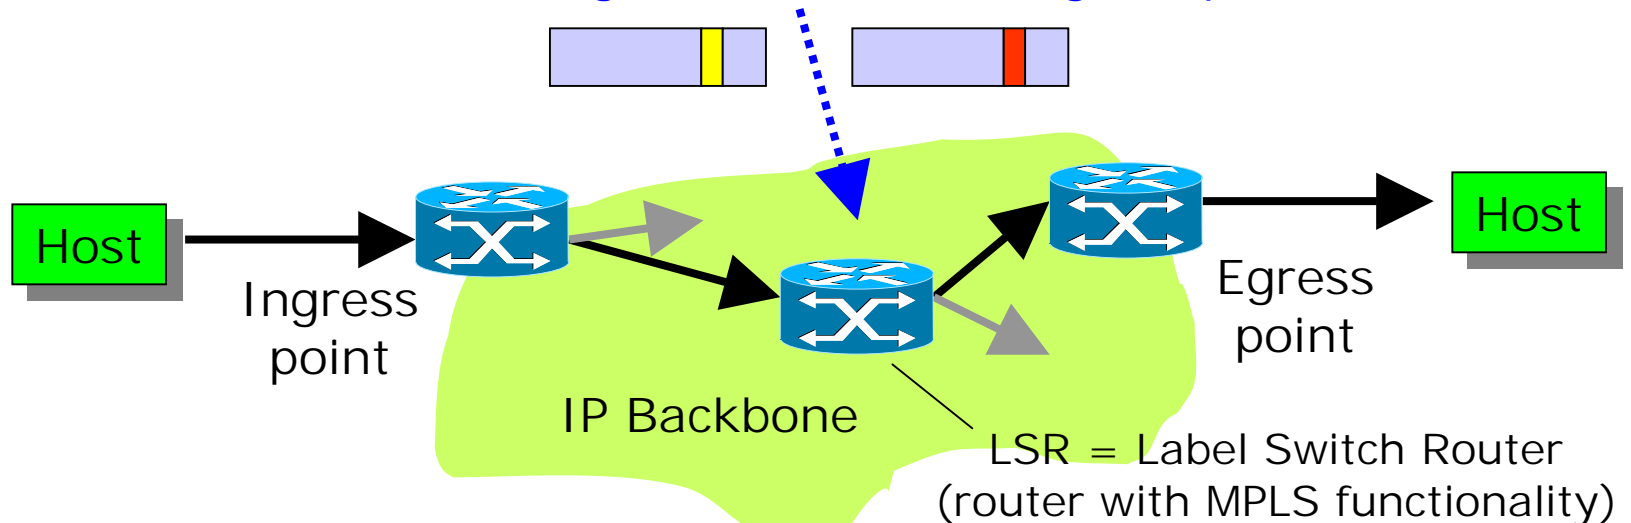 Host
Host
Ingress
point
Egress
point
IP Backbone
LSR = Label Switch Router
(router with MPLS functionality)